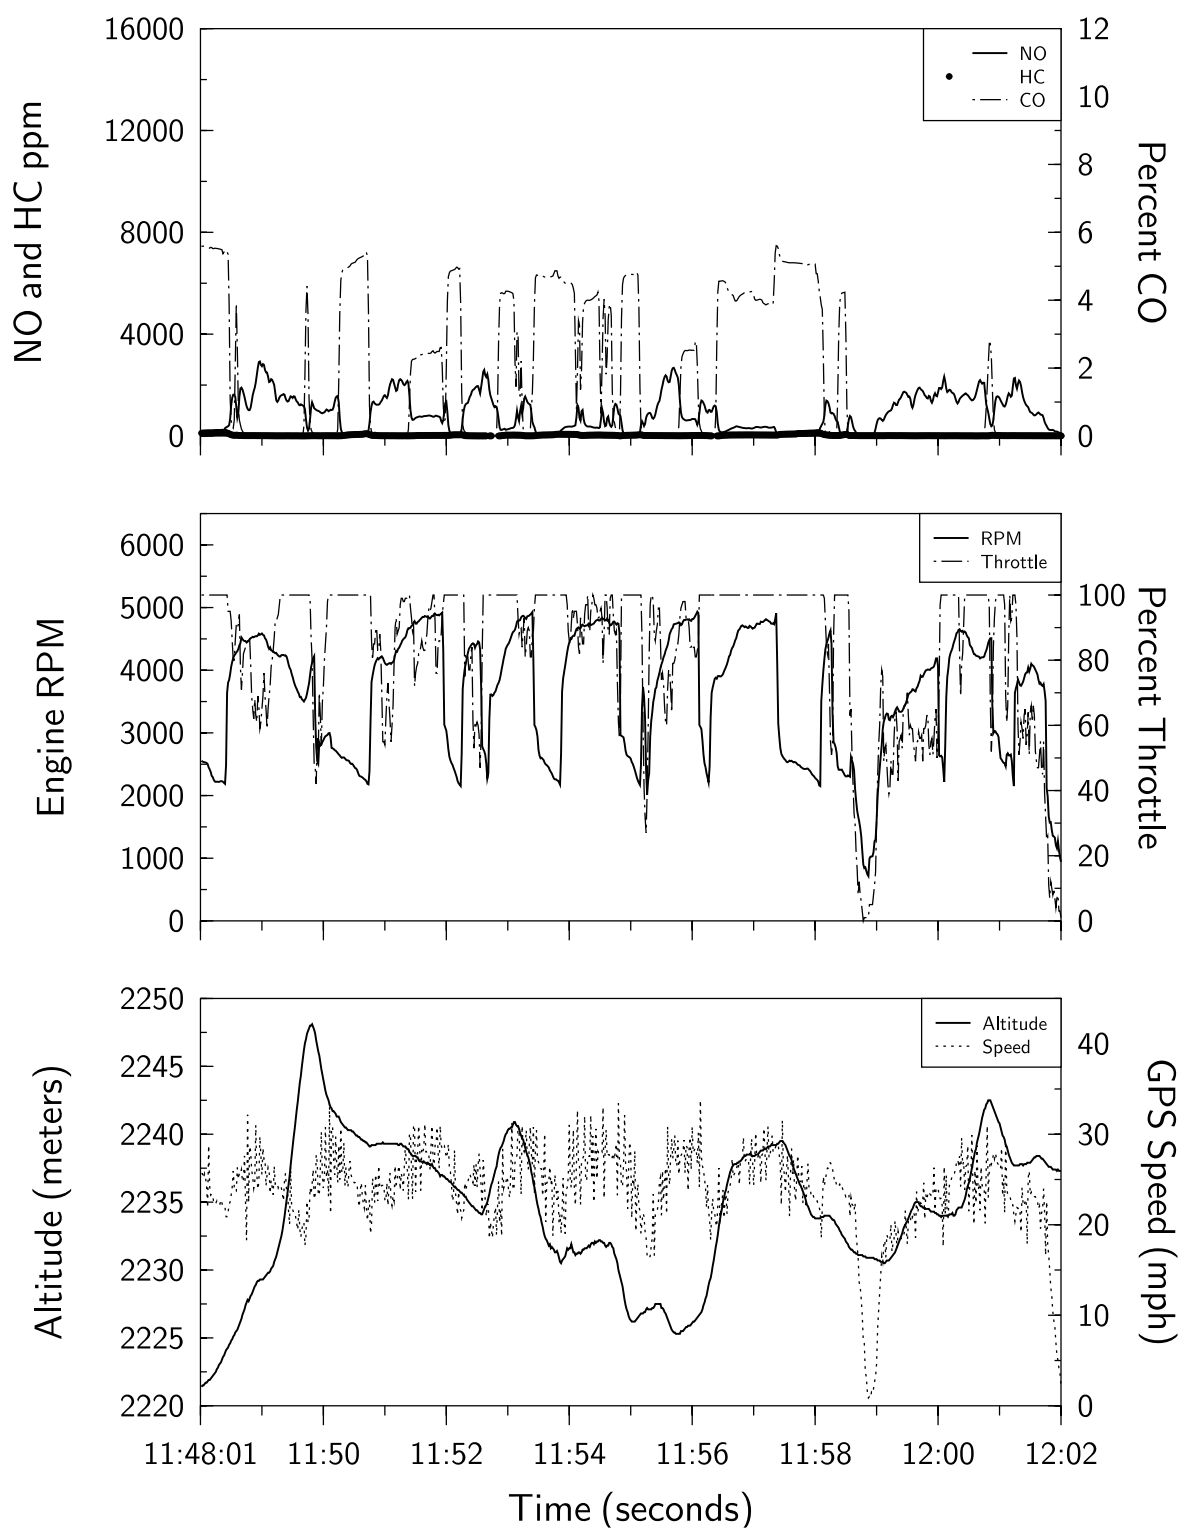 16000
12000
8000
4000
0
NO and HC ppm
12
10
8
6
4
2
0
Percent CO
NO
HC
CO
6000
5000
4000
3000
2000
1000
0
Engine RPM
100
80
60
40
20
0
Percent Throttle
RPM
Throttle
2250
2245
2240
2235
2230
2225
2220
Altitude (meters)
40
30
20
10
0
GPS Speed (mph)
Altitude
Speed
11:48:01 11:50 11:52 11:54 11:56 11:58 12:00 12:02
Time (seconds)